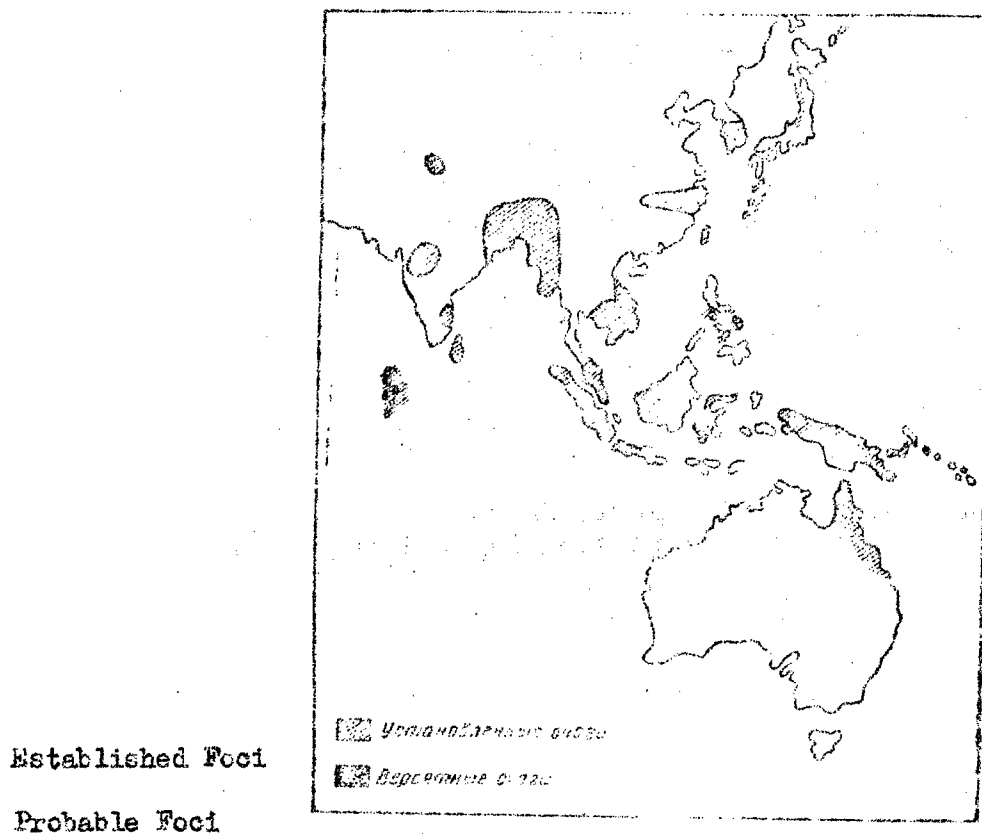 Установленные очаги
Established Foci
Вероятные очаги
Probable Foci